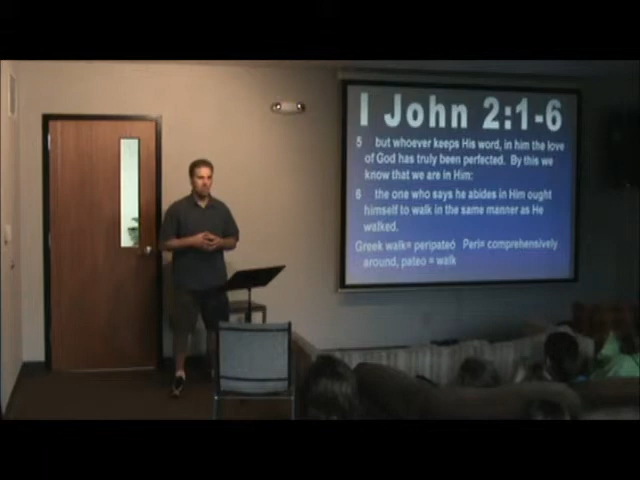 I John 2:1-6
5 but whoever keeps His word, in him the love
of God has truly been perfected. By this we
know that we are in Him:
6 the one who says he abides in Him ought
himself to walk in the same manner as He
walked.
Greek walk= peripateó Peri= comprehensively
around, pateo = walk